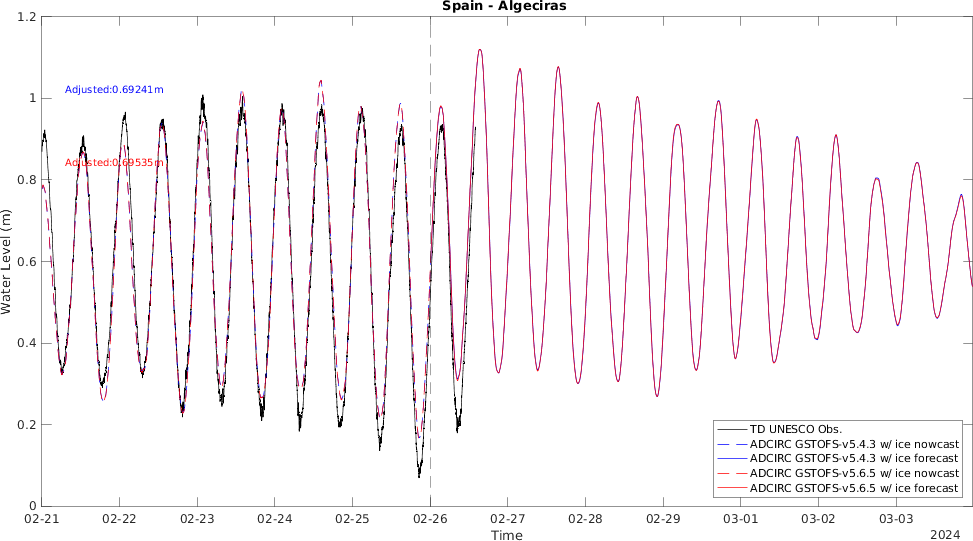 Spain - Algeciras
Water Level (m)
1.2
1
0.8
0.6
0.4
0.2
0
Adjusted:0.69241m
Adjusted:0.69535m
TD UNESCO Obs.
ADCIRC GSTOFS-v5.4.3 w/ ice nowcast
ADCIRC GSTOFS-v5.4.3 w/ ice forecast
ADCIRC GSTOFS-v5.6.5 w/ ice nowcast
ADCIRC GSTOFS-v5.6.5 w/ ice forecast
02-21 02-22 02-23 02-24 02-25 02-26 02-27 02-28 02-29 03-01 03-02 03-03
Time
2024